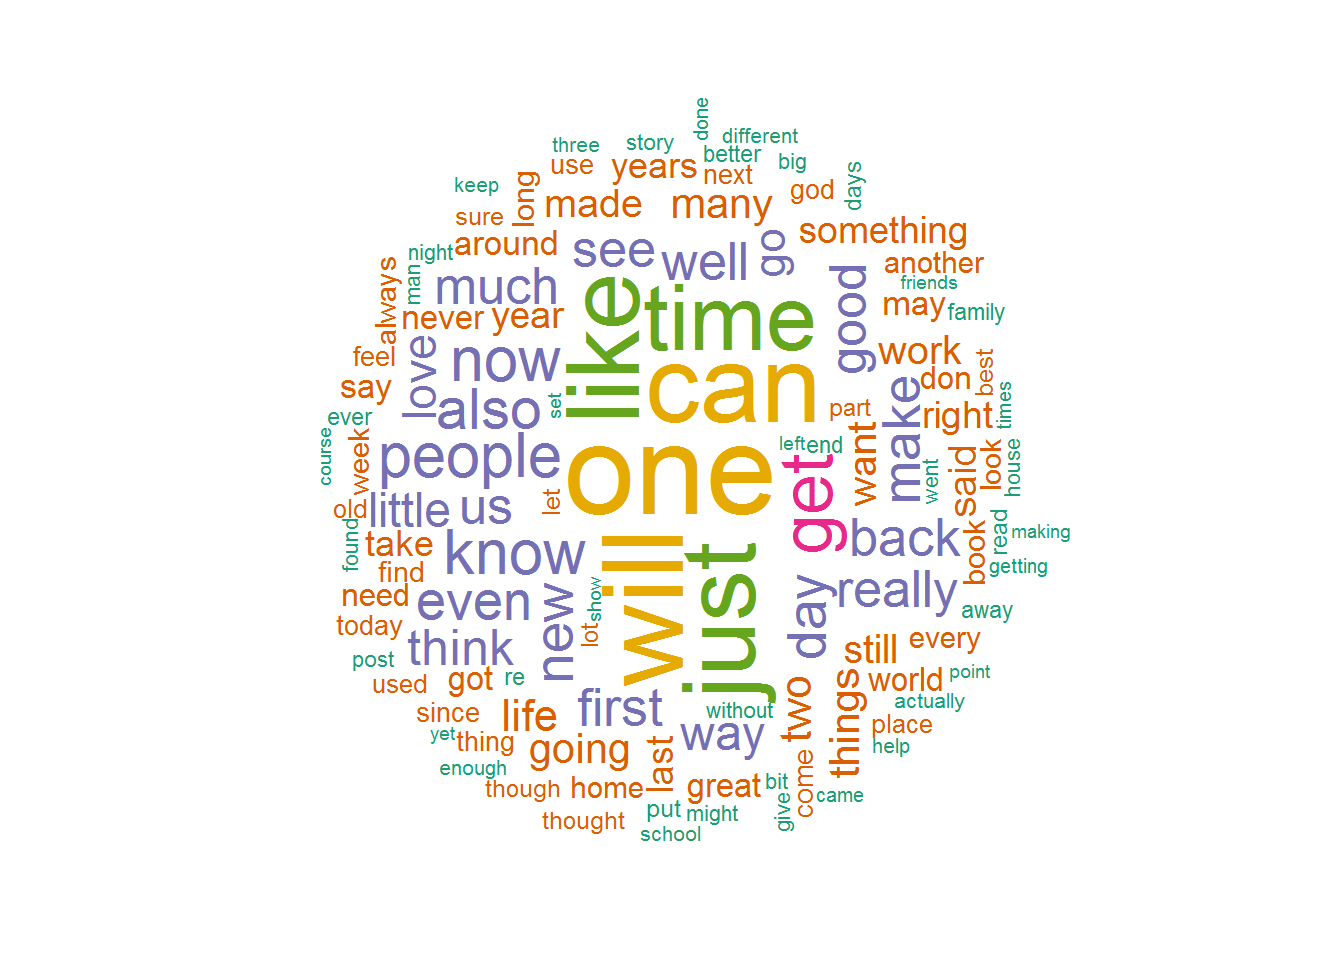 done
three
story
different
use
years
better
next
big
keep
sure
long
made
many
god
days
night
around
see
well
go
something
another
man
always
much
like
time
good
friends
may
family
never
year
feel
love
now
can
work
say
also
set
part
make
don
best
right
times
ever
course
week
people
one
left
end
want
get
said
look
house
went
old
little
us
let
found
take
know
will
just
back
book
read
making
find
getting
need
even
new
show
day
really
away
today
think
lot
still
every
post
used
got
re
world
point
since
life
first
without
way
two
things
actually
place
yet
thing
going
last
help
enough
though
home
great
bit
come
came
thought
put
might
give
school